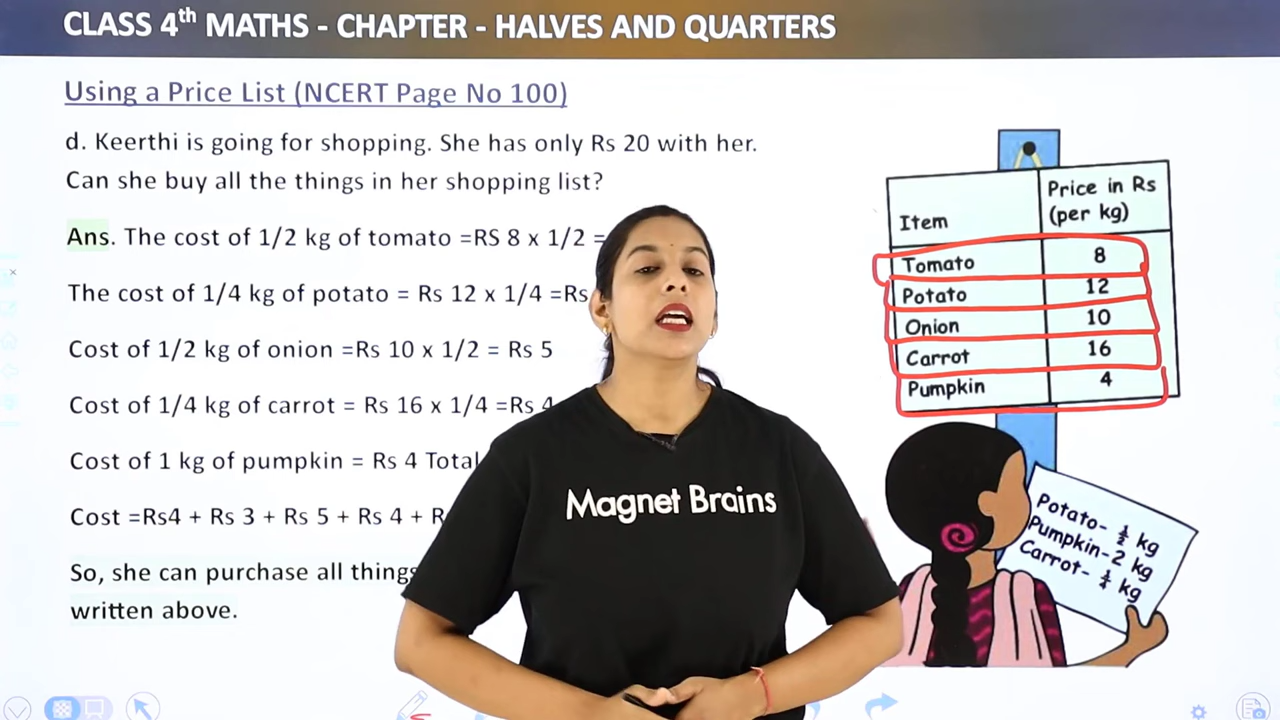 CLASS 4th MATHS - CHAPTER - HALVES AND QUARTERS
Using a Price List (NCERT Page No 100)
d. Keerthi is going for shopping. She has only Rs 20 with her.
Can she buy all the things in her shopping list?
Ans. The cost of 1/2 kg of tomato =RS 8 x 1/2 =
The cost of 1/4 kg of potato = Rs 12 x 1/4 =Rs
Cost of 1/2 kg of onion =Rs 10 x 1/2 = Rs 5
Cost of 1/4 kg of carrot = Rs 16 x 1/4 =Rs 4
Cost of 1 kg of pumpkin = Rs 4 Total
Cost =Rs4 + Rs 3 + Rs 5 + Rs 4 + R
So, she can purchase all things
written above.
Item Price in Rs
(per kg)
Tomato 8
Potato 12
Onion 10
Carrot 16
Pumpkin 4
Potato- ½ kg
Pumpkin-2 kg
Carrot- kg
Magnet Brains